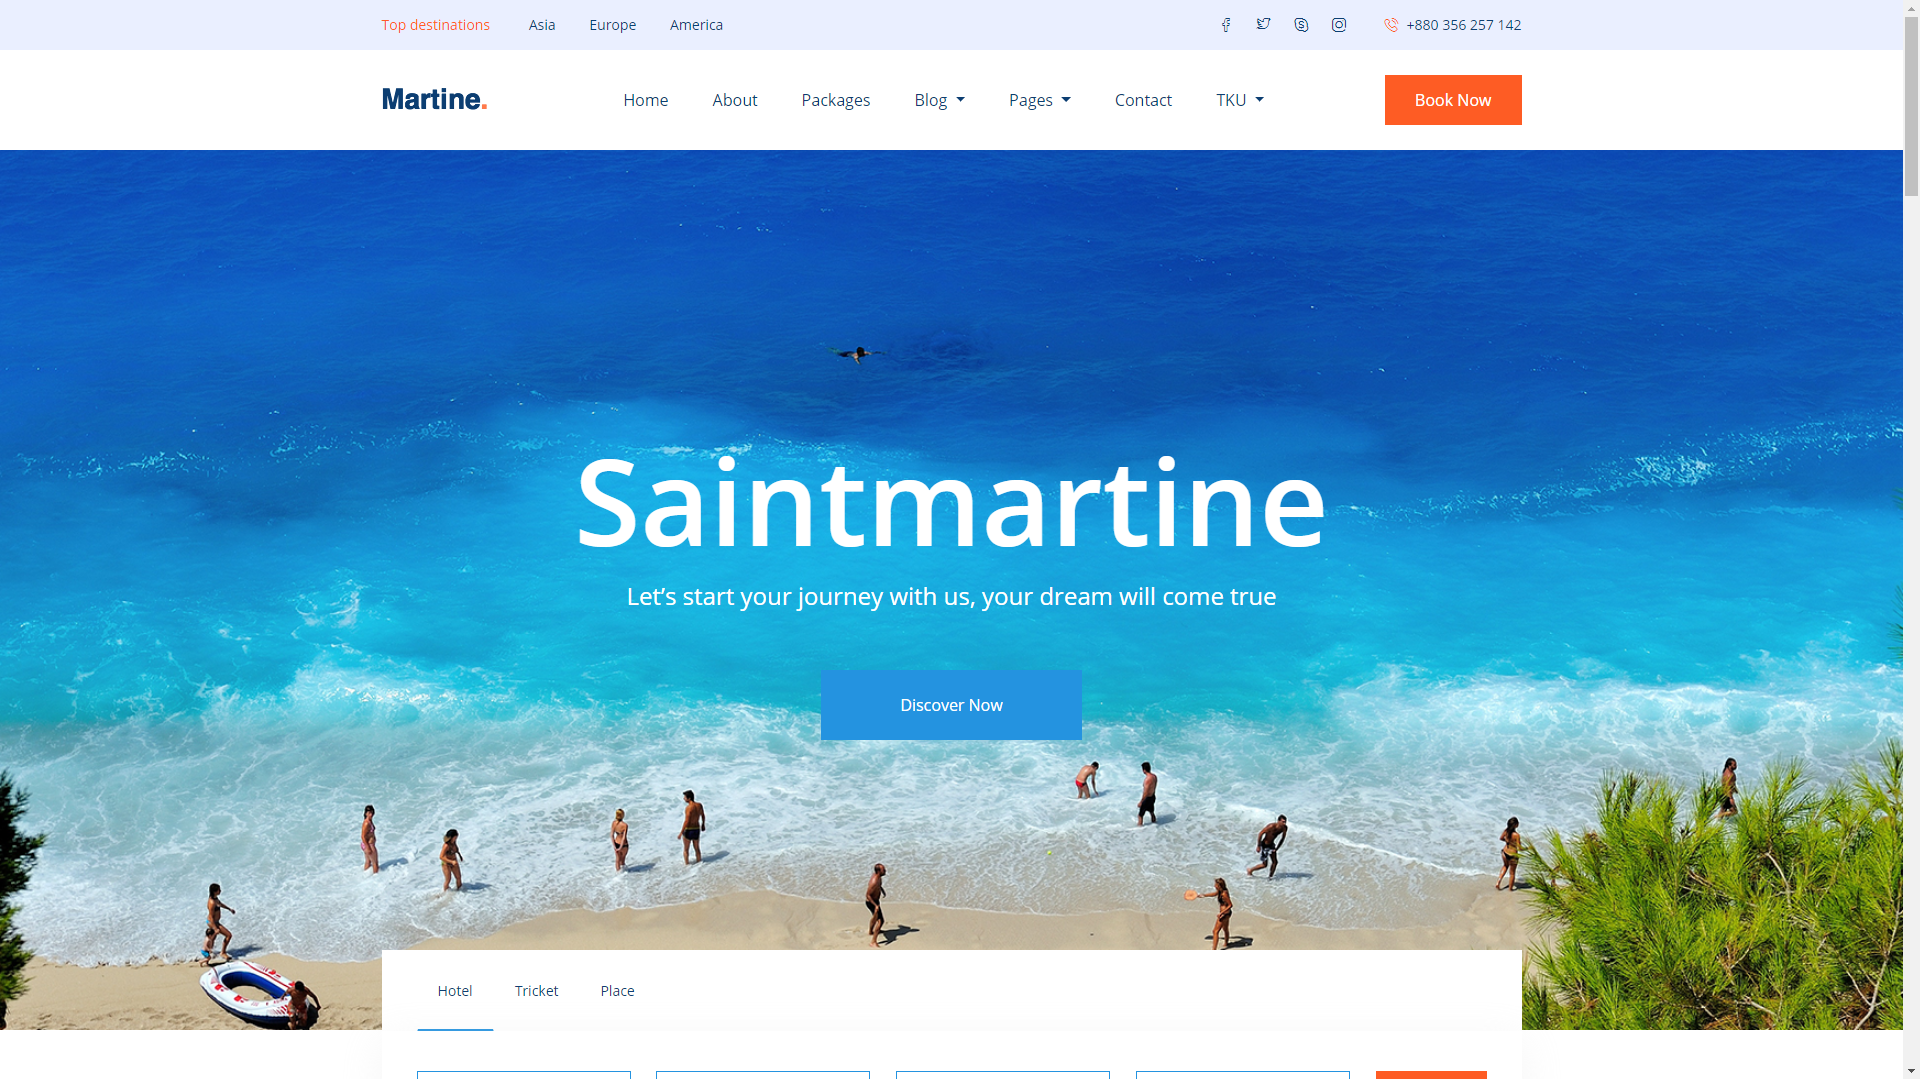 Top destinations Asia Europe America +880 356 257 142
Martine. Home About Packages Blog Pages Contact TKU Book Now
Saintmartine
Let’s start your journey with us, your dream will come true
Discover Now
Hotel Tricket Place